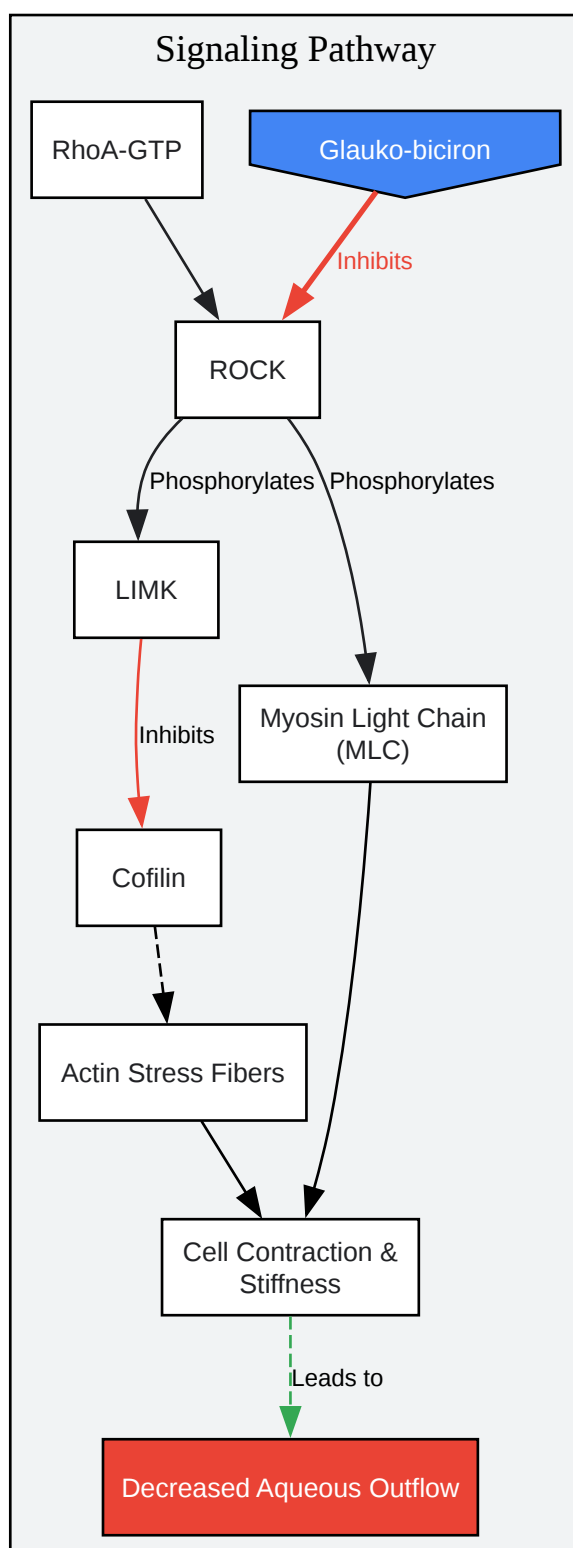 Signaling Pathway
RhoA-GTP
Glauko-biciron
Inhibits
ROCK
Phosphorylates
Phosphorylates
LIMK
Myosin Light Chain
(MLC)
Inhibits
Cofilin
Actin Stress Fibers
Cell Contraction &
Stiffness
Leads to
Decreased Aqueous Outflow